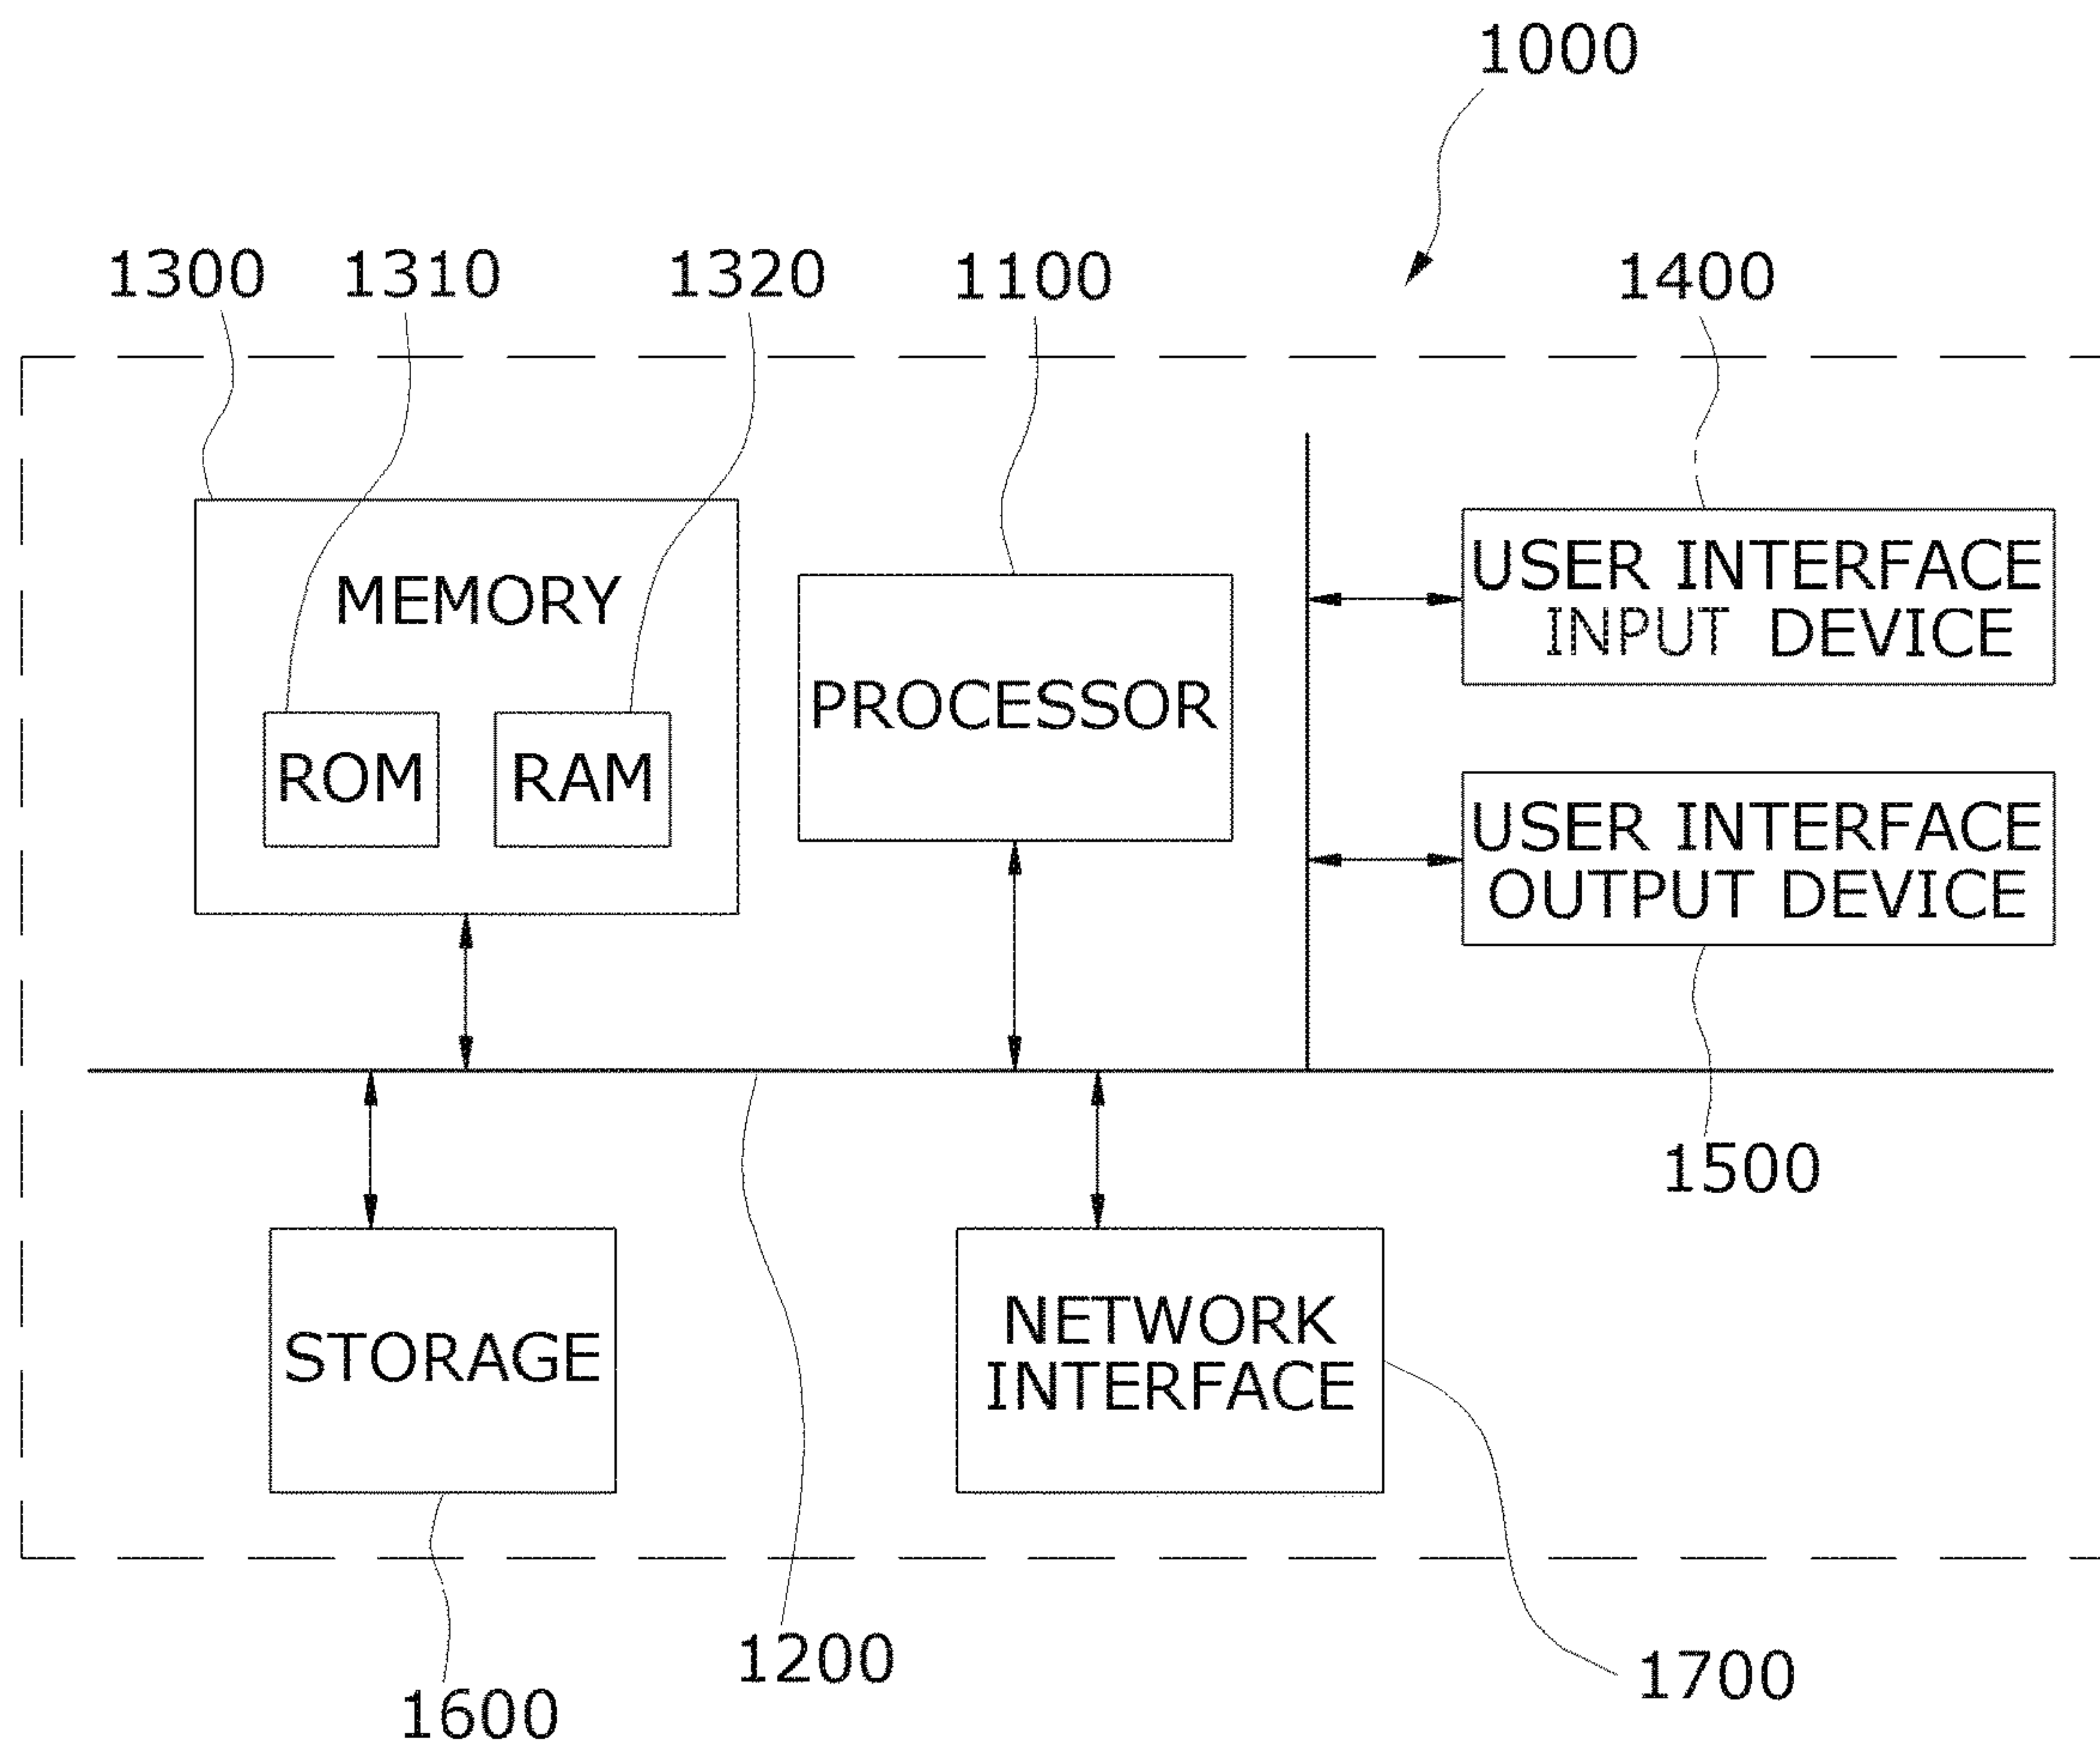 1000
1300
1310
1320
1100
1400
MEMORY
ROM
RAM
PROCESSOR
USER INTERFACE
INPUT DEVICE
USER INTERFACE
OUTPUT DEVICE
1500
STORAGE
NETWORK
INTERFACE
1200
1700
1600